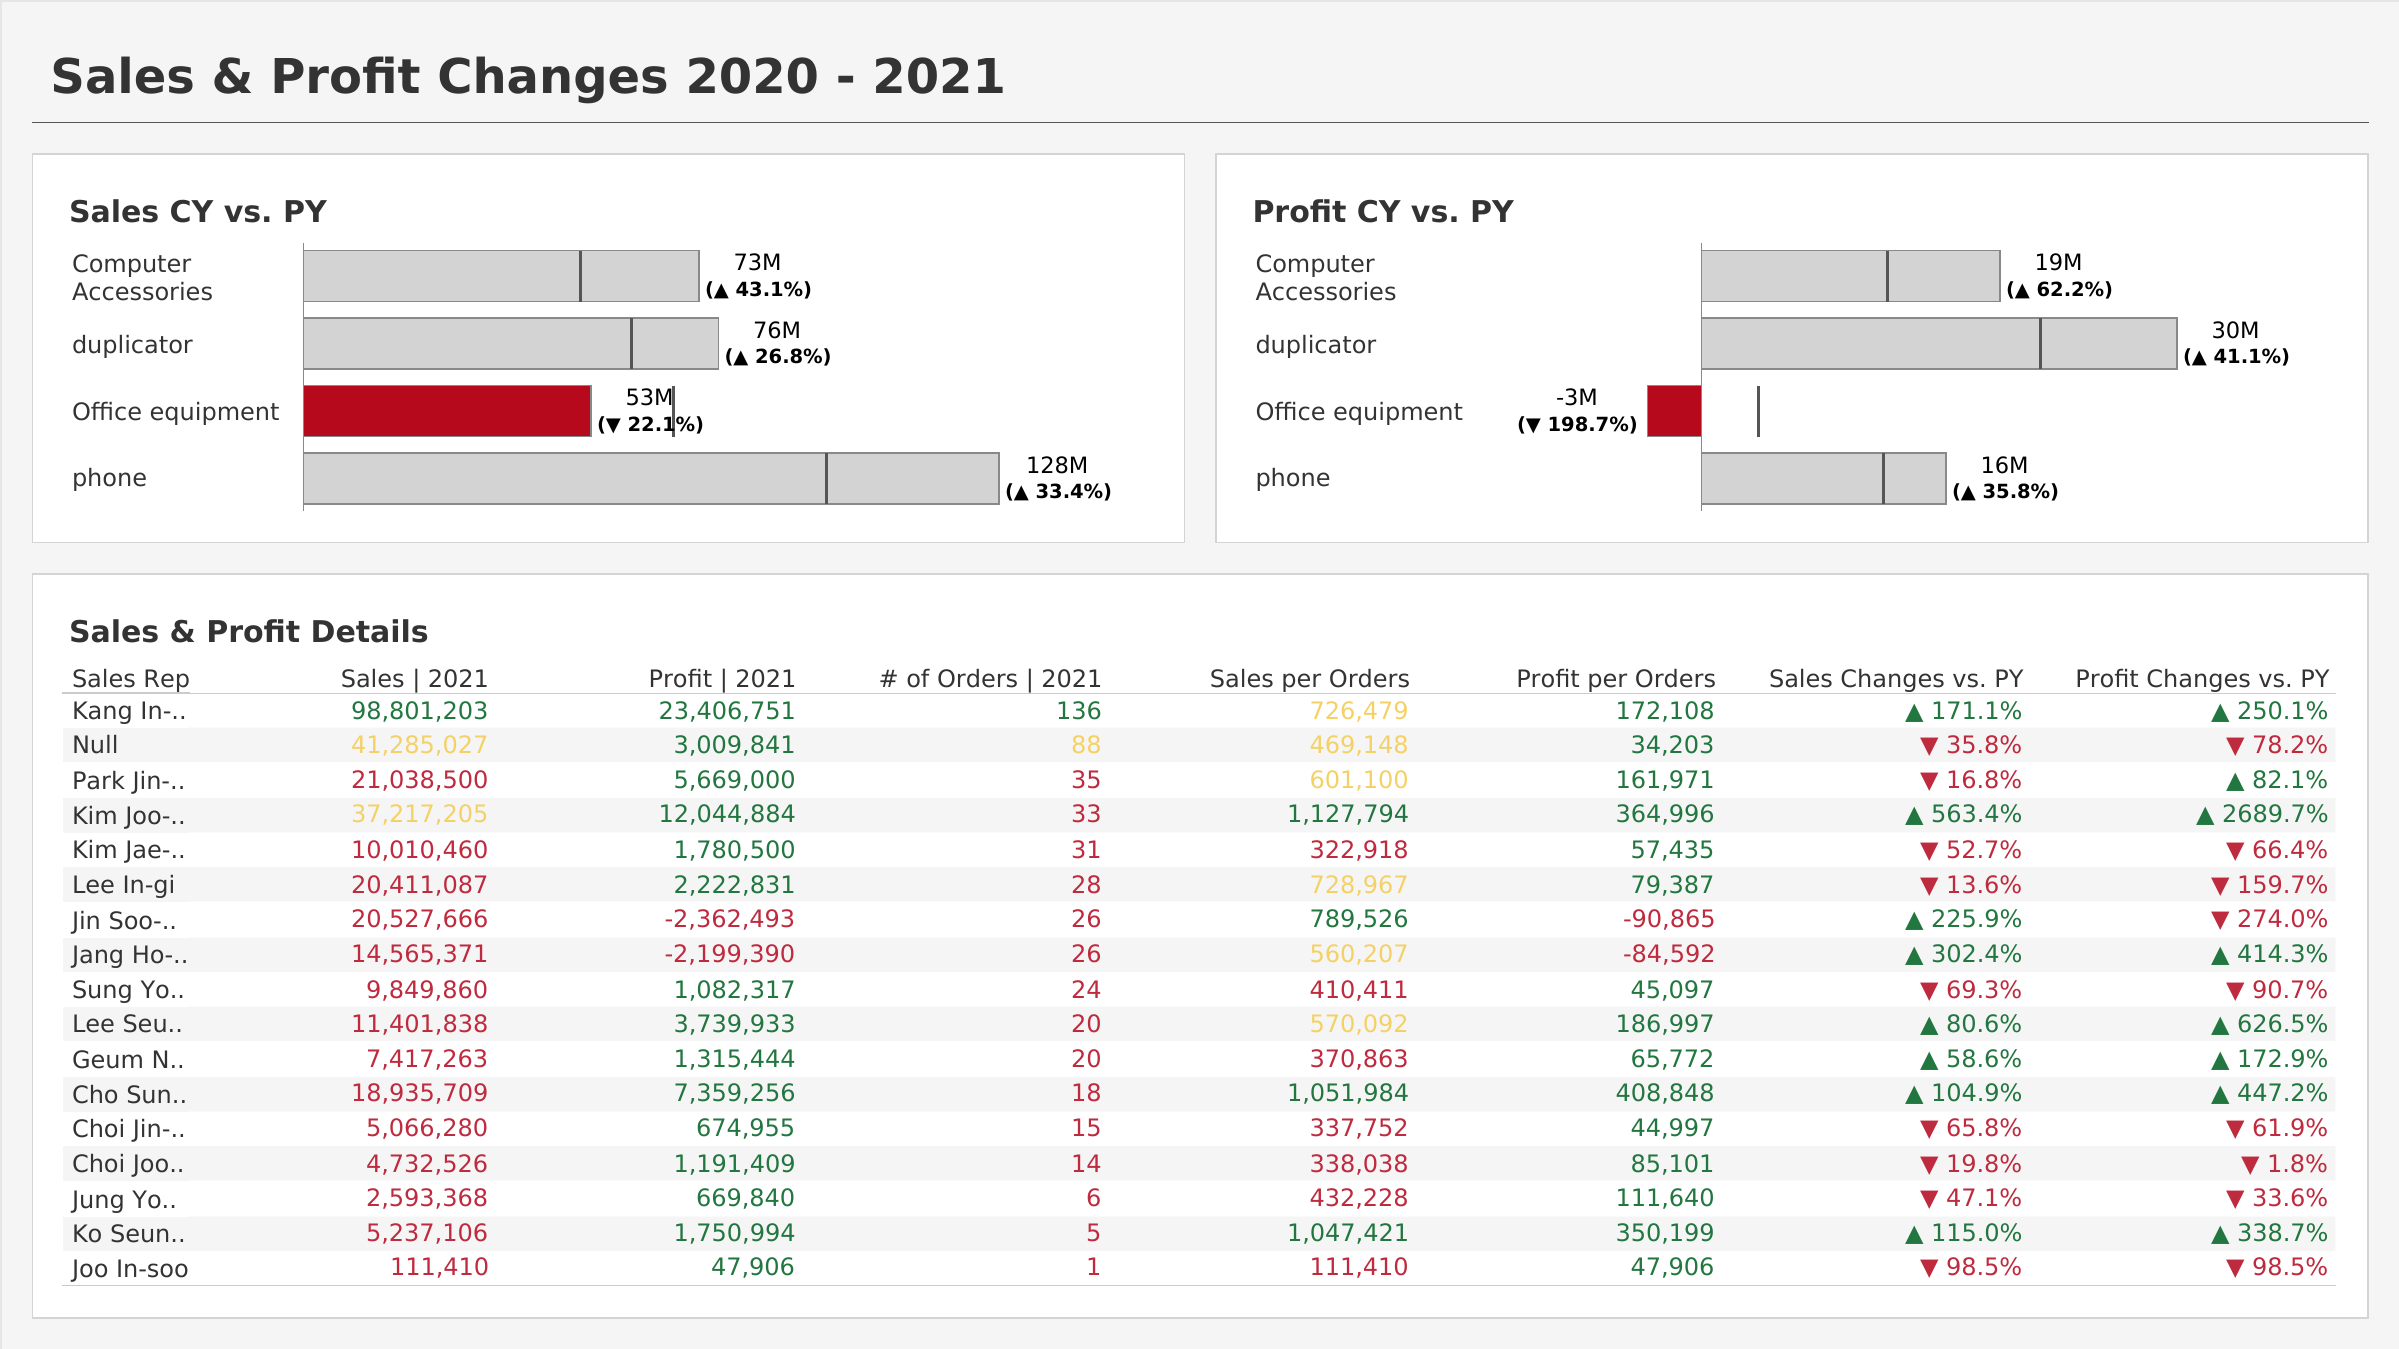 Sales & Profit Changes 2020 - 2021
Sales CY vs. PY
Computer
Accessories
73M
(▲ 43.1%)
duplicator
76M
(▲ 26.8%)
Office equipment
53M
(▼ 22.1%)
phone
128M
(▲ 33.4%)
Profit CY vs. PY
Computer
Accessories
19M
(▲ 62.2%)
duplicator
30M
(▲ 41.1%)
Office equipment
-3M
(▼ 198.7%)
phone
16M
(▲ 35.8%)
Sales & Profit Details
Sales Rep Sales | 2021 Profit | 2021 # of Orders | 2021 Sales per Orders Profit per Orders Sales Changes vs. PY Profit Changes vs. PY
Kang In-.. 98,801,203 23,406,751 136 726,479 172,108 ▲ 171.1% ▲ 250.1%
Null 41,285,027 3,009,841 88 469,148 34,203 ▼ 35.8% ▼ 78.2%
Park Jin-.. 21,038,500 5,669,000 35 601,100 161,971 ▼ 16.8% ▲ 82.1%
Kim Joo-.. 37,217,205 12,044,884 33 1,127,794 364,996 ▲ 563.4% ▲ 2689.7%
Kim Jae-.. 10,010,460 1,780,500 31 322,918 57,435 ▼ 52.7% ▼ 66.4%
Lee In-gi 20,411,087 2,222,831 28 728,967 79,387 ▼ 13.6% ▼ 159.7%
Jin Soo-.. 20,527,666 -2,362,493 26 789,526 -90,865 ▲ 225.9% ▼ 274.0%
Jang Ho-.. 14,565,371 -2,199,390 26 560,207 -84,592 ▲ 302.4% ▲ 414.3%
Sung Yo.. 9,849,860 1,082,317 24 410,411 45,097 ▼ 69.3% ▼ 90.7%
Lee Seu.. 11,401,838 3,739,933 20 570,092 186,997 ▲ 80.6% ▲ 626.5%
Geum N.. 7,417,263 1,315,444 20 370,863 65,772 ▲ 58.6% ▲ 172.9%
Cho Sun.. 18,935,709 7,359,256 18 1,051,984 408,848 ▲ 104.9% ▲ 447.2%
Choi Jin-.. 5,066,280 674,955 15 337,752 44,997 ▼ 65.8% ▼ 61.9%
Choi Joo.. 4,732,526 1,191,409 14 338,038 85,101 ▼ 19.8% ▼ 1.8%
Jung Yo.. 2,593,368 669,840 6 432,228 111,640 ▼ 47.1% ▼ 33.6%
Ko Seun.. 5,237,106 1,750,994 5 1,047,421 350,199 ▲ 115.0% ▲ 338.7%
Joo In-soo 111,410 47,906 1 111,410 47,906 ▼ 98.5% ▼ 98.5%